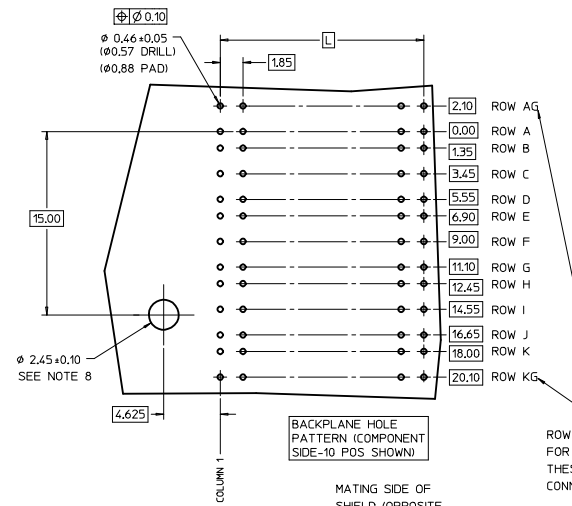 ⌖ Ø 0.10
Ø 0.46±0.05
(Ø0.57 DRILL)
(Ø0.88 PAD)
L
1.85
2.10 ROW AG
0.00 ROW A
1.35 ROW B
3.45 ROW C
5.55 ROW D
6.90 ROW E
9.00 ROW F
11.10 ROW G
12.45 ROW H
14.55 ROW I
16.65 ROW J
18.00 ROW K
20.10 ROW KG
15.00
Ø 2.45±0.10
SEE NOTE 8
4.625
COLUMN 1
BACKPLANE HOLE
PATTERN (COMPONENT
SIDE-10 POS SHOWN)
MATING SIDE OF
SHIELD (OPPOSITE
ROW
FOR
THES
CONN